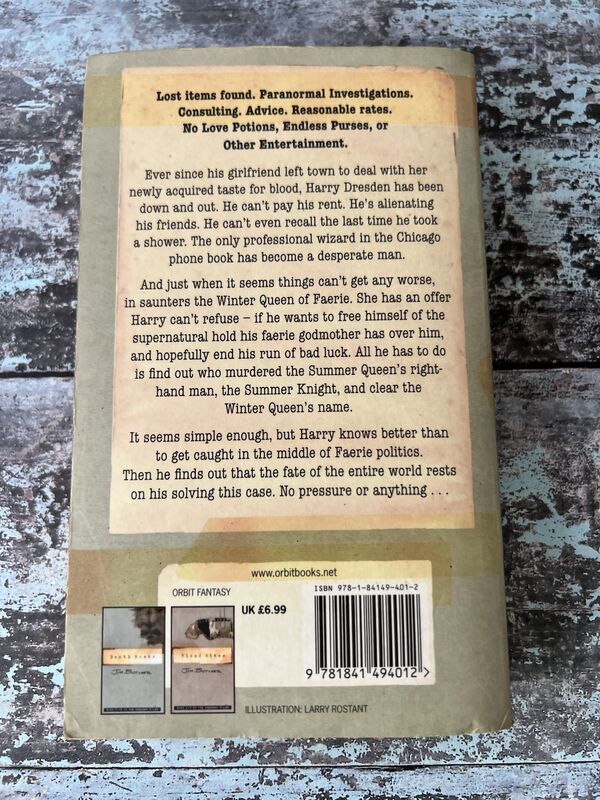 Lost items found. Paranormal Investigations.
Consulting. Advice. Reasonable rates.
No Love Potions, Endless Purses, or
Other Entertainment.
Ever since his girlfriend left town to deal with her
newly acquired taste for blood, Harry Dresden has been
down and out. He can't pay his rent. He's alienating
his friends. He can't even recall the last time he took
a shower. The only professional wizard in the Chicago
phone book has become a desperate man.
And just when it seems things can't get any worse,
in saunters the Winter Queen of Faerie. She has an offer
Harry can't refuse – if he wants to free himself of the
supernatural hold his faerie godmother has over him,
and hopefully end his run of bad luck. All he has to do
is find out who murdered the Summer Queen's right-
hand man, the Summer Knight, and clear the
Winter Queen's name.
It seems simple enough, but Harry knows better than
to get caught in the middle of Faerie politics.
Then he finds out that the fate of the entire world rests
on his solving this case. No pressure or anything . . .
www.orbitbooks.net
ORBIT FANTASY
UK £6.99
ISBN 978-1-84149-401-2
9 781841 494012 >
Death Masks
Jim Butcher
Blood Rites
Jim Butcher
ILLUSTRATION: LARRY ROSTANT